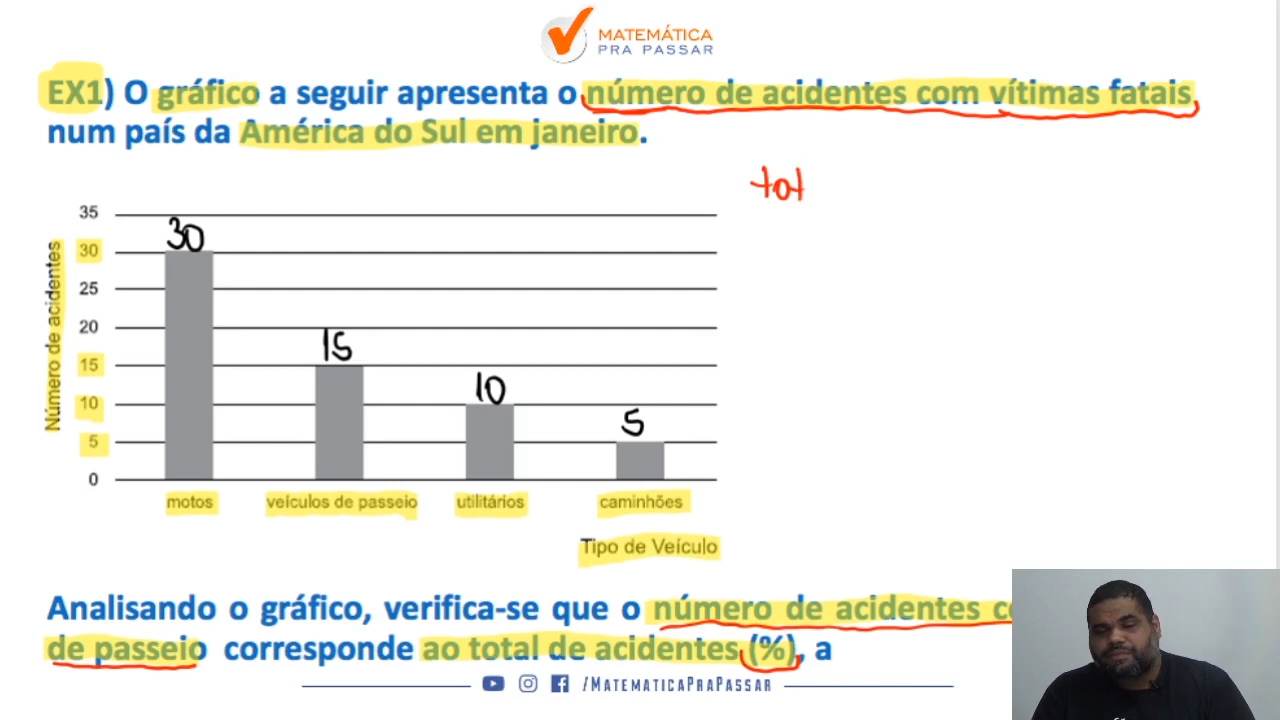 MATEMÁTICA
PRA PASSAR
EX1) O gráfico a seguir apresenta o número de acidentes com vítimas fatais
num país da América do Sul em janeiro.
tot
35
30
25
20
15
10
5
0
Número de acidentes
30
15
10
5
motos veículos de passeio utilitários caminhões
Tipo de Veículo
Analisando o gráfico, verifica-se que o número de acidentes
de passeio corresponde ao total de acidentes (%), a
/MATEMATICAPRAPASSAR